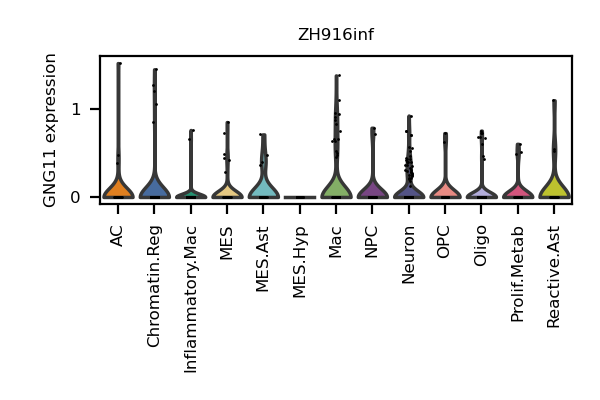 ZH916inf
GNG11 expression
1
0
AC
Chromatin.Reg
Inflammatory.Mac
MES
MES.Ast
MES.Hyp
Mac
NPC
Neuron
OPC
Oligo
Prolif.Metab
Reactive.Ast